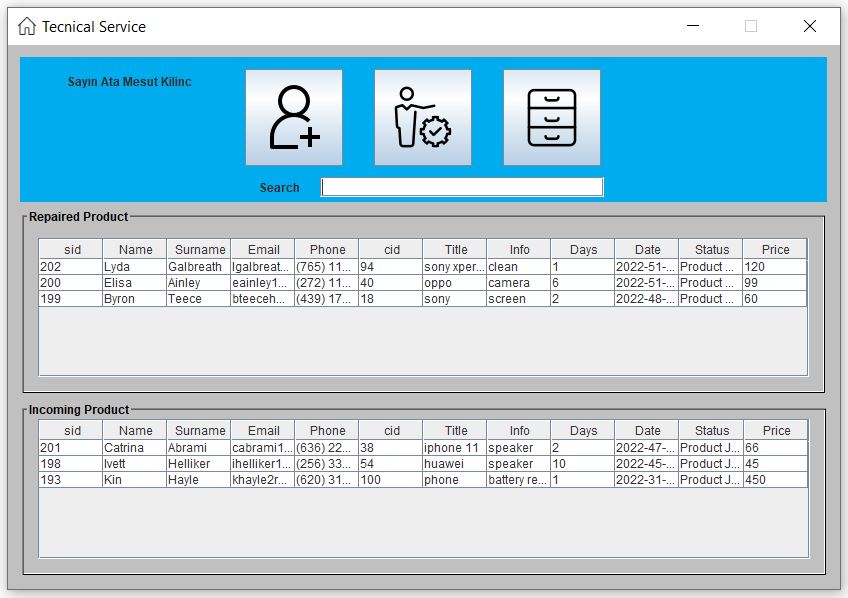 Tecnical Service
Sayın Ata Mesut Kilinc
Search
Repaired Product
sid Name Surname Email Phone cid Title Info Days Date Status Price
202 Lyda Galbreath lgalbreat... (765) 11... 94 sony xper... clean 1 2022-51-... Product ... 120
200 Elisa Ainley eainley1... (272) 11... 40 oppo camera 6 2022-51-... Product ... 99
199 Byron Teece bteeceh... (439) 17... 18 sony screen 2 2022-48-... Product ... 60
Incoming Product
sid Name Surname Email Phone cid Title Info Days Date Status Price
201 Catrina Abrami cabrami1... (636) 22... 38 iphone 11 speaker 2 2022-47-... Product J... 66
198 Ivett Helliker ihelliker1... (256) 33... 54 huawei speaker 10 2022-45-... Product J... 45
193 Kin Hayle khayle2r... (620) 31... 100 phone battery re... 1 2022-31-... Product J... 450